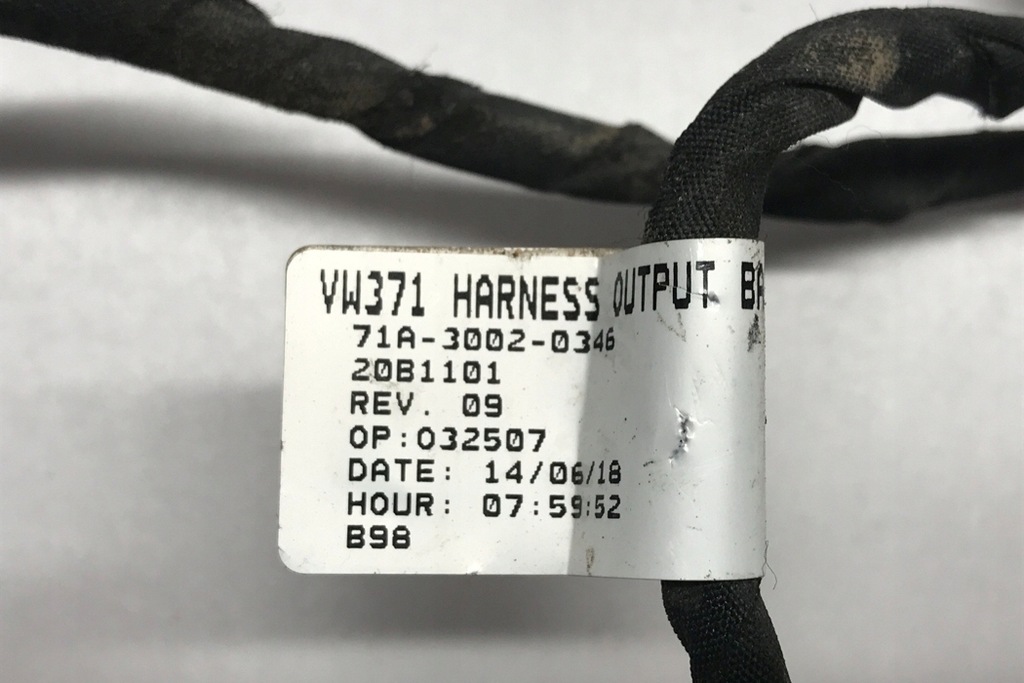 VW371 HARNESS OUTPUT
71A-3002-0346
20B1101
REV. 09
OP:032507
DATE: 14/06/18
HOUR: 07:59:52
B98